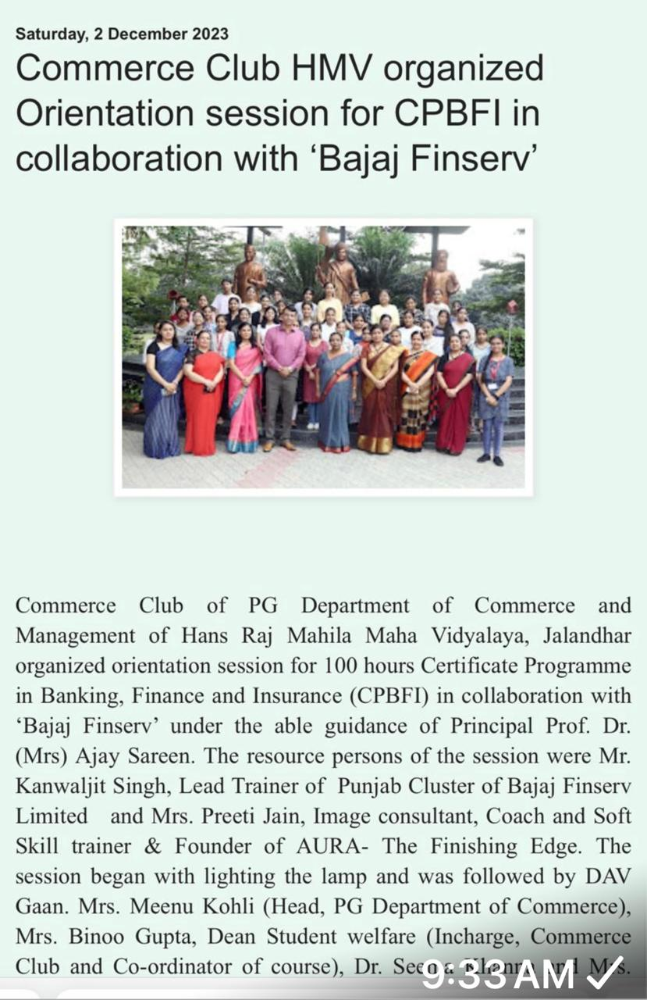 Saturday, 2 December 2023
Commerce Club HMV organized
Orientation session for CPBFI in
collaboration with ‘Bajaj Finserv’
Commerce Club of PG Department of Commerce and
Management of Hans Raj Mahila Maha Vidyalaya, Jalandhar
organized orientation session for 100 hours Certificate Programme
in Banking, Finance and Insurance (CPBFI) in collaboration with
‘Bajaj Finserv’ under the able guidance of Principal Prof. Dr.
(Mrs) Ajay Sareen. The resource persons of the session were Mr.
Kanwaljit Singh, Lead Trainer of Punjab Cluster of Bajaj Finserv
Limited and Mrs. Preeti Jain, Image consultant, Coach and Soft
Skill trainer & Founder of AURA- The Finishing Edge. The
session began with lighting the lamp and was followed by DAV
Gaan. Mrs. Meenu Kohli (Head, PG Department of Commerce),
Mrs. Binoo Gupta, Dean Student welfare (Incharge, Commerce
Club and Co-ordinator of course), Dr. Seema Khanna and Mrs.
9:33 AM ✓